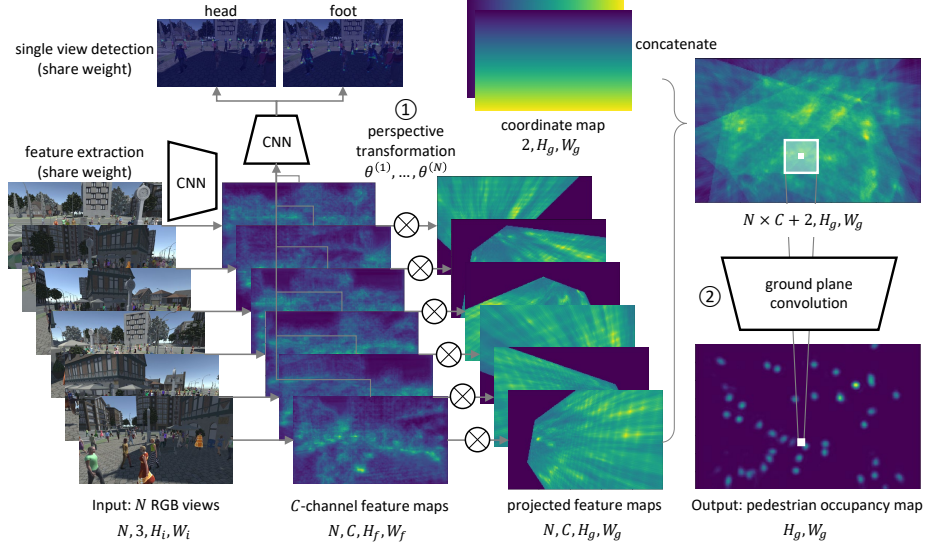 head
foot
single view detection
(share weight)
CNN
①
perspective
transformation
θ^(1), ..., θ^(N)
concatenate
coordinate map
2, H_g, W_g
feature extraction
(share weight)
CNN
N × C + 2, H_g, W_g
②
ground plane
convolution
Input: N RGB views
N, 3, H_i, W_i
C-channel feature maps
N, C, H_f, W_f
projected feature maps
N, C, H_g, W_g
Output: pedestrian occupancy map
H_g, W_g